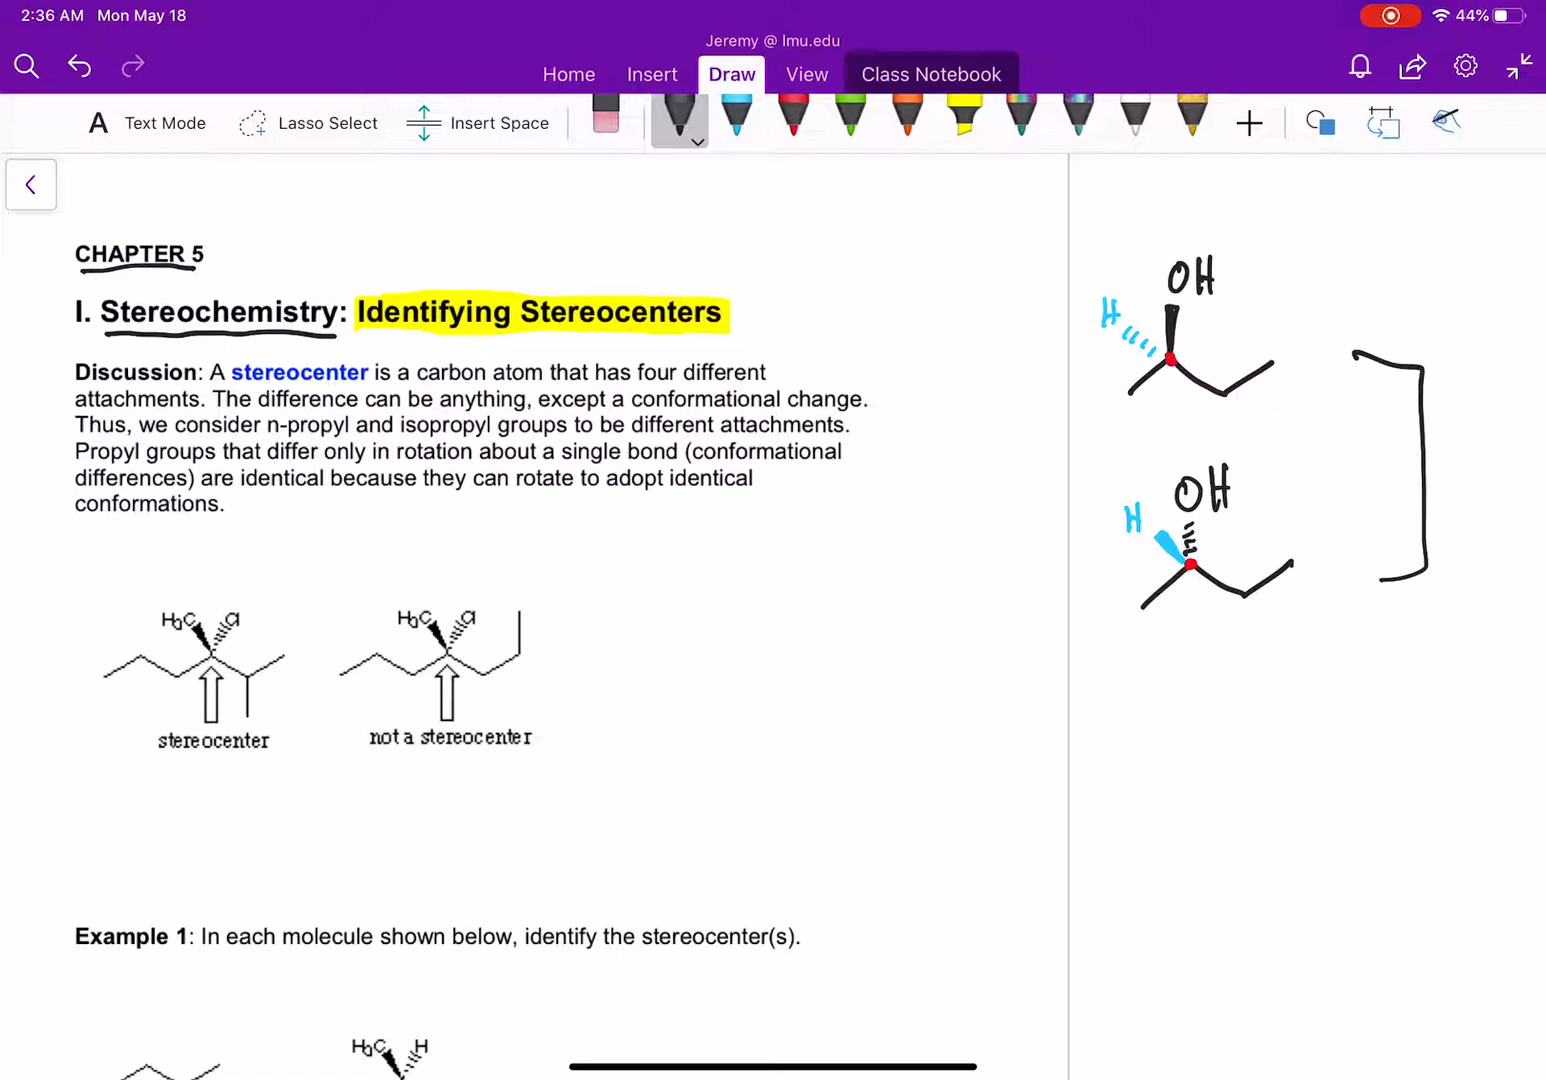 2:36 AM Mon May 18
44%
Jeremy @ lmu.edu
Home Insert Draw View Class Notebook
A Text Mode Lasso Select Insert Space
CHAPTER 5
I. Stereochemistry: Identifying Stereocenters
Discussion: A stereocenter is a carbon atom that has four different
attachments. The difference can be anything, except a conformational change.
Thus, we consider n-propyl and isopropyl groups to be different attachments.
Propyl groups that differ only in rotation about a single bond (conformational
differences) are identical because they can rotate to adopt identical
conformations.
H₃C Cl
stereocenter
H₃C Cl
not a stereocenter
Example 1: In each molecule shown below, identify the stereocenter(s).
H₃C H
OH
H
OH
H